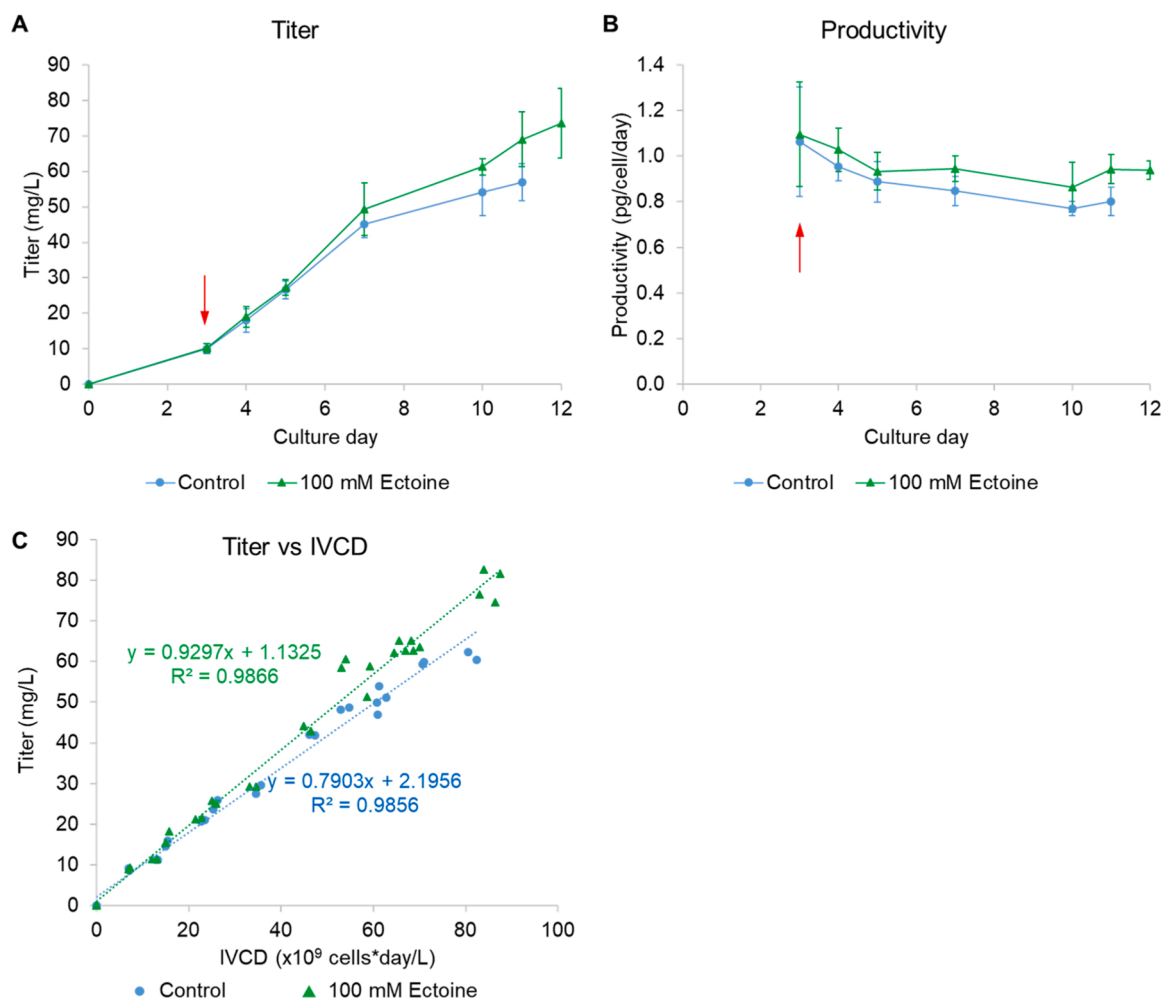 A
Titer
90
80
70
60
50
40
30
20
10
0
Titer (mg/L)
0 2 4 6 8 10 12
Culture day
Control 100 mM Ectoine
B
Productivity
1.4
1.2
1.0
0.8
0.6
0.4
0.2
0.0
Productivity (pg/cell/day)
0 2 4 6 8 10 12
Culture day
Control 100 mM Ectoine
C
Titer vs IVCD
90
80
70
60
50
40
30
20
10
0
Titer (mg/L)
y = 0.9297x + 1.1325
R² = 0.9866
y = 0.7903x + 2.1956
R² = 0.9856
0 20 40 60 80 100
IVCD (x10⁹ cells*day/L)
Control 100 mM Ectoine